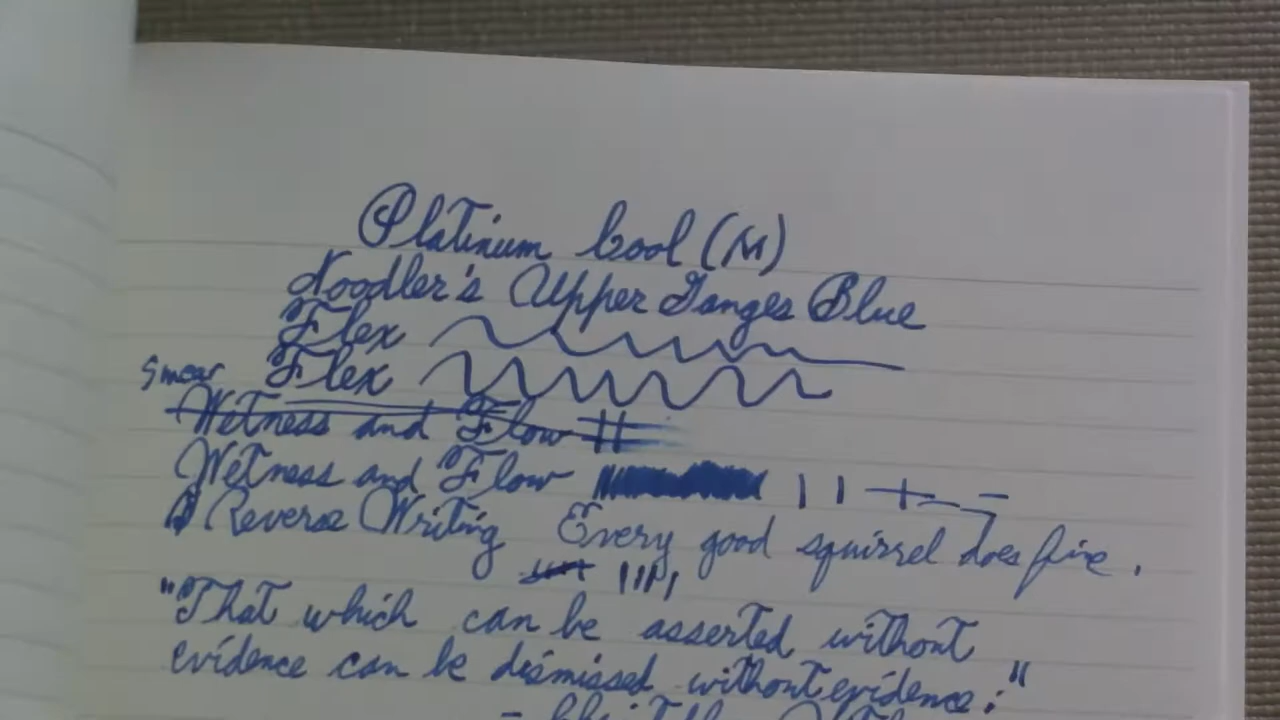 Platinum Cool (M)
Noodler's Upper Ganges Blue
Flex
Smear Flex
Wetness and Flow
Wetness and Flow
Reverse Writing Every good squirrel does fine.
"That which can be asserted without
evidence can be dismissed without evidence."